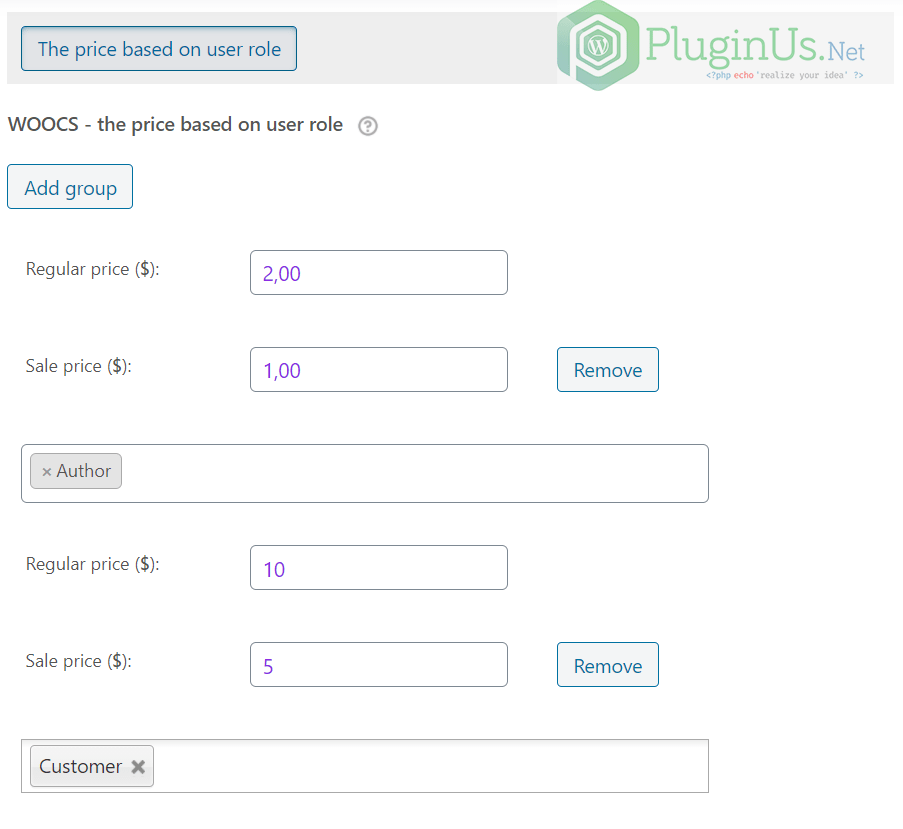 The price based on user role
PluginUs.Net
<?php echo 'realize your idea' ?>
WOOCS - the price based on user role ?
Add group
Regular price ($): 2,00
Sale price ($): 1,00 Remove
× Author
Regular price ($): 10
Sale price ($): 5 Remove
Customer ✖